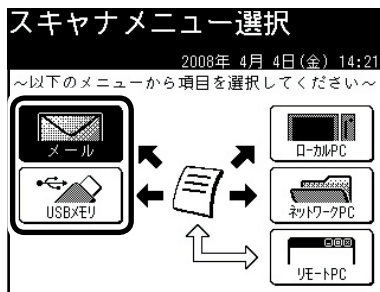 スキャナメニュー選択
2008年 4月 4日(金) 14:21
～以下のメニューから項目を選択してください～
メール
ローカルPC
USBメモリ
ネットワークPC
リモートPC